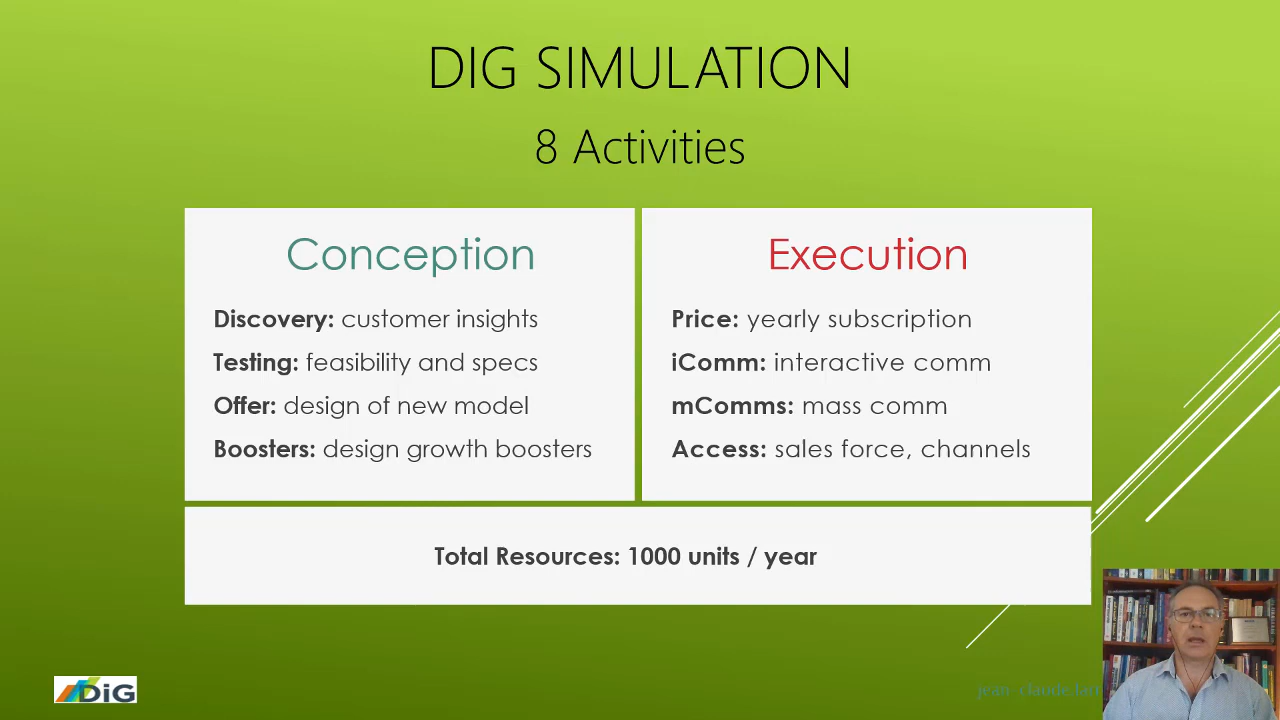 DIG SIMULATION
8 Activities
Conception
Discovery: customer insights
Testing: feasibility and specs
Offer: design of new model
Boosters: design growth boosters
Execution
Price: yearly subscription
iComm: interactive comm
mComms: mass comm
Access: sales force, channels
Total Resources: 1000 units / year
DiG